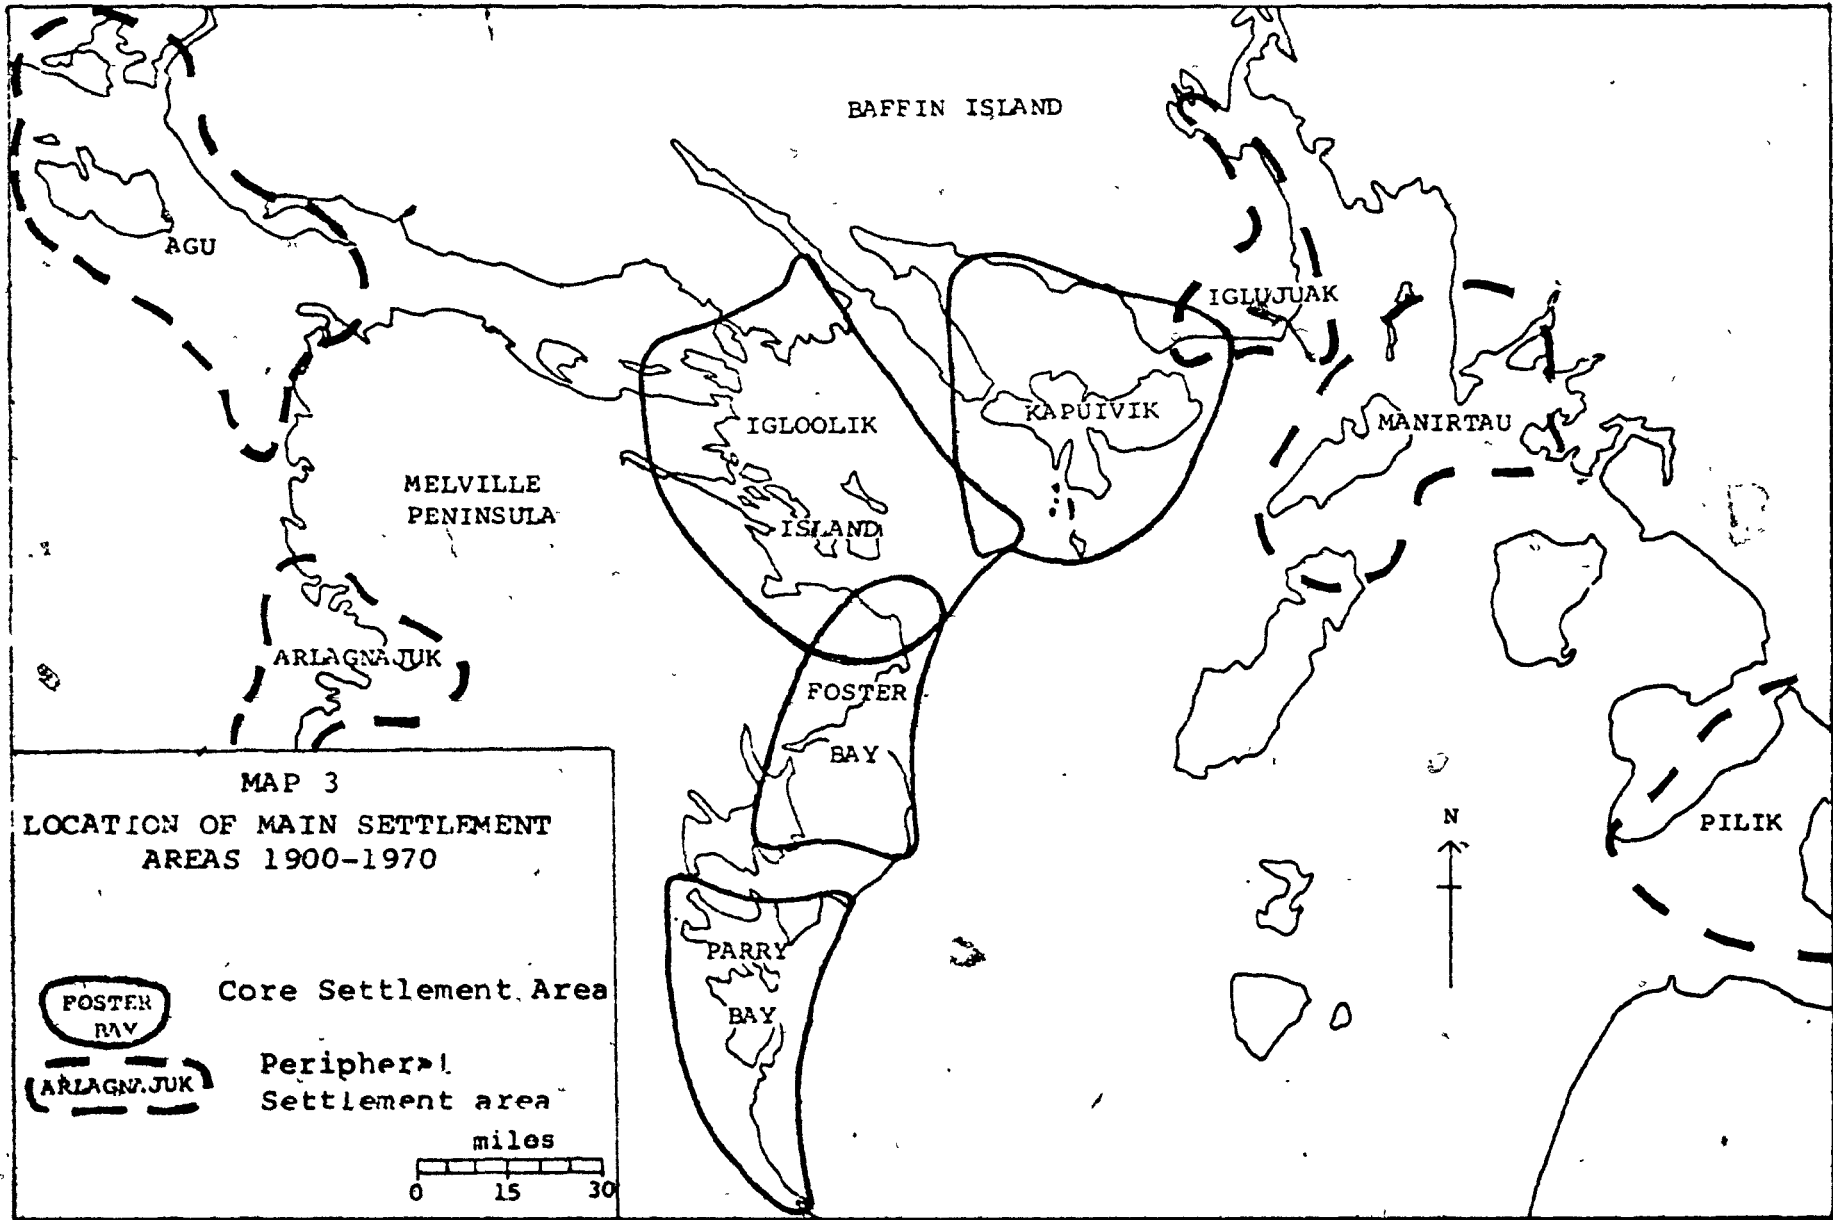 BAFFIN ISLAND
AGU
IGLUJUAK
KAPUIVIK
MANIRTAU
IGLOOLIK
ISLAND
MELVILLE
PENINSULA
ARLAGNAJUK
FOSTER
BAY
PILIK
N
PARRY
BAY
MAP 3
LOCATION OF MAIN SETTLEMENT
AREAS 1900-1970
FOSTER
BAY
Core Settlement Area
ARLAGNAJUK
Peripheral
Settlement area
miles
0 15 30